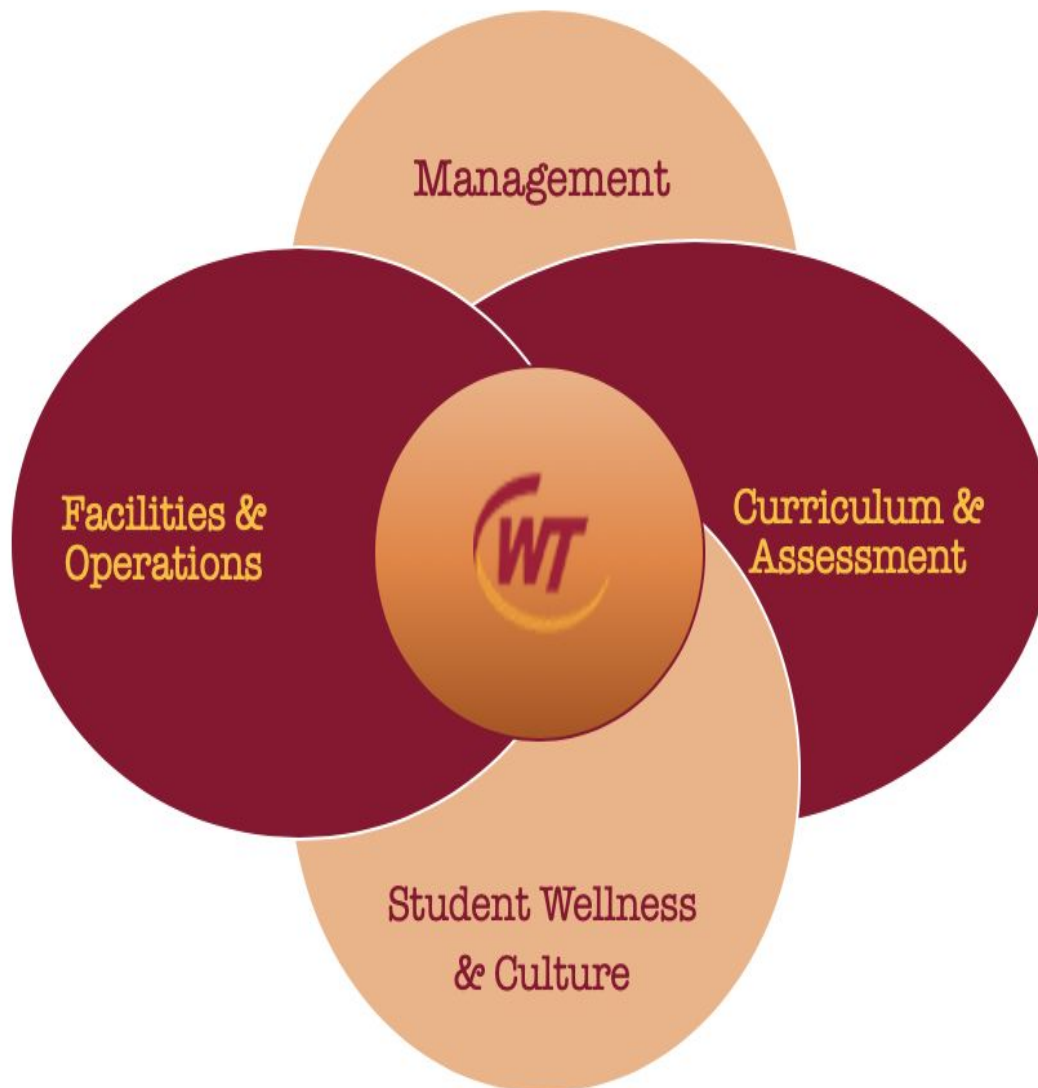 Management
Facilities &
Operations
WT
Curriculum &
Assessment
Student Wellness
& Culture